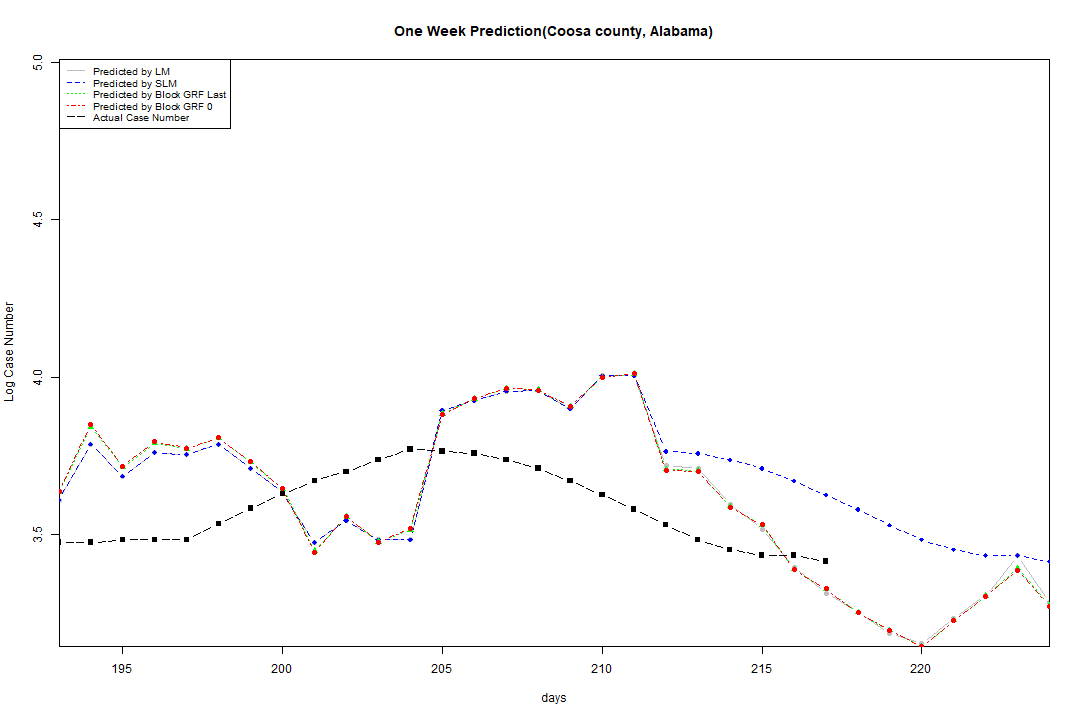 One Week Prediction(Coosa county, Alabama)
Predicted by LM
Predicted by SLM
Predicted by Block GRF Last
Predicted by Block GRF 0
Actual Case Number
5.0
4.5
4.0
3.5
Log Case Number
195 200 205 210 215 220
days